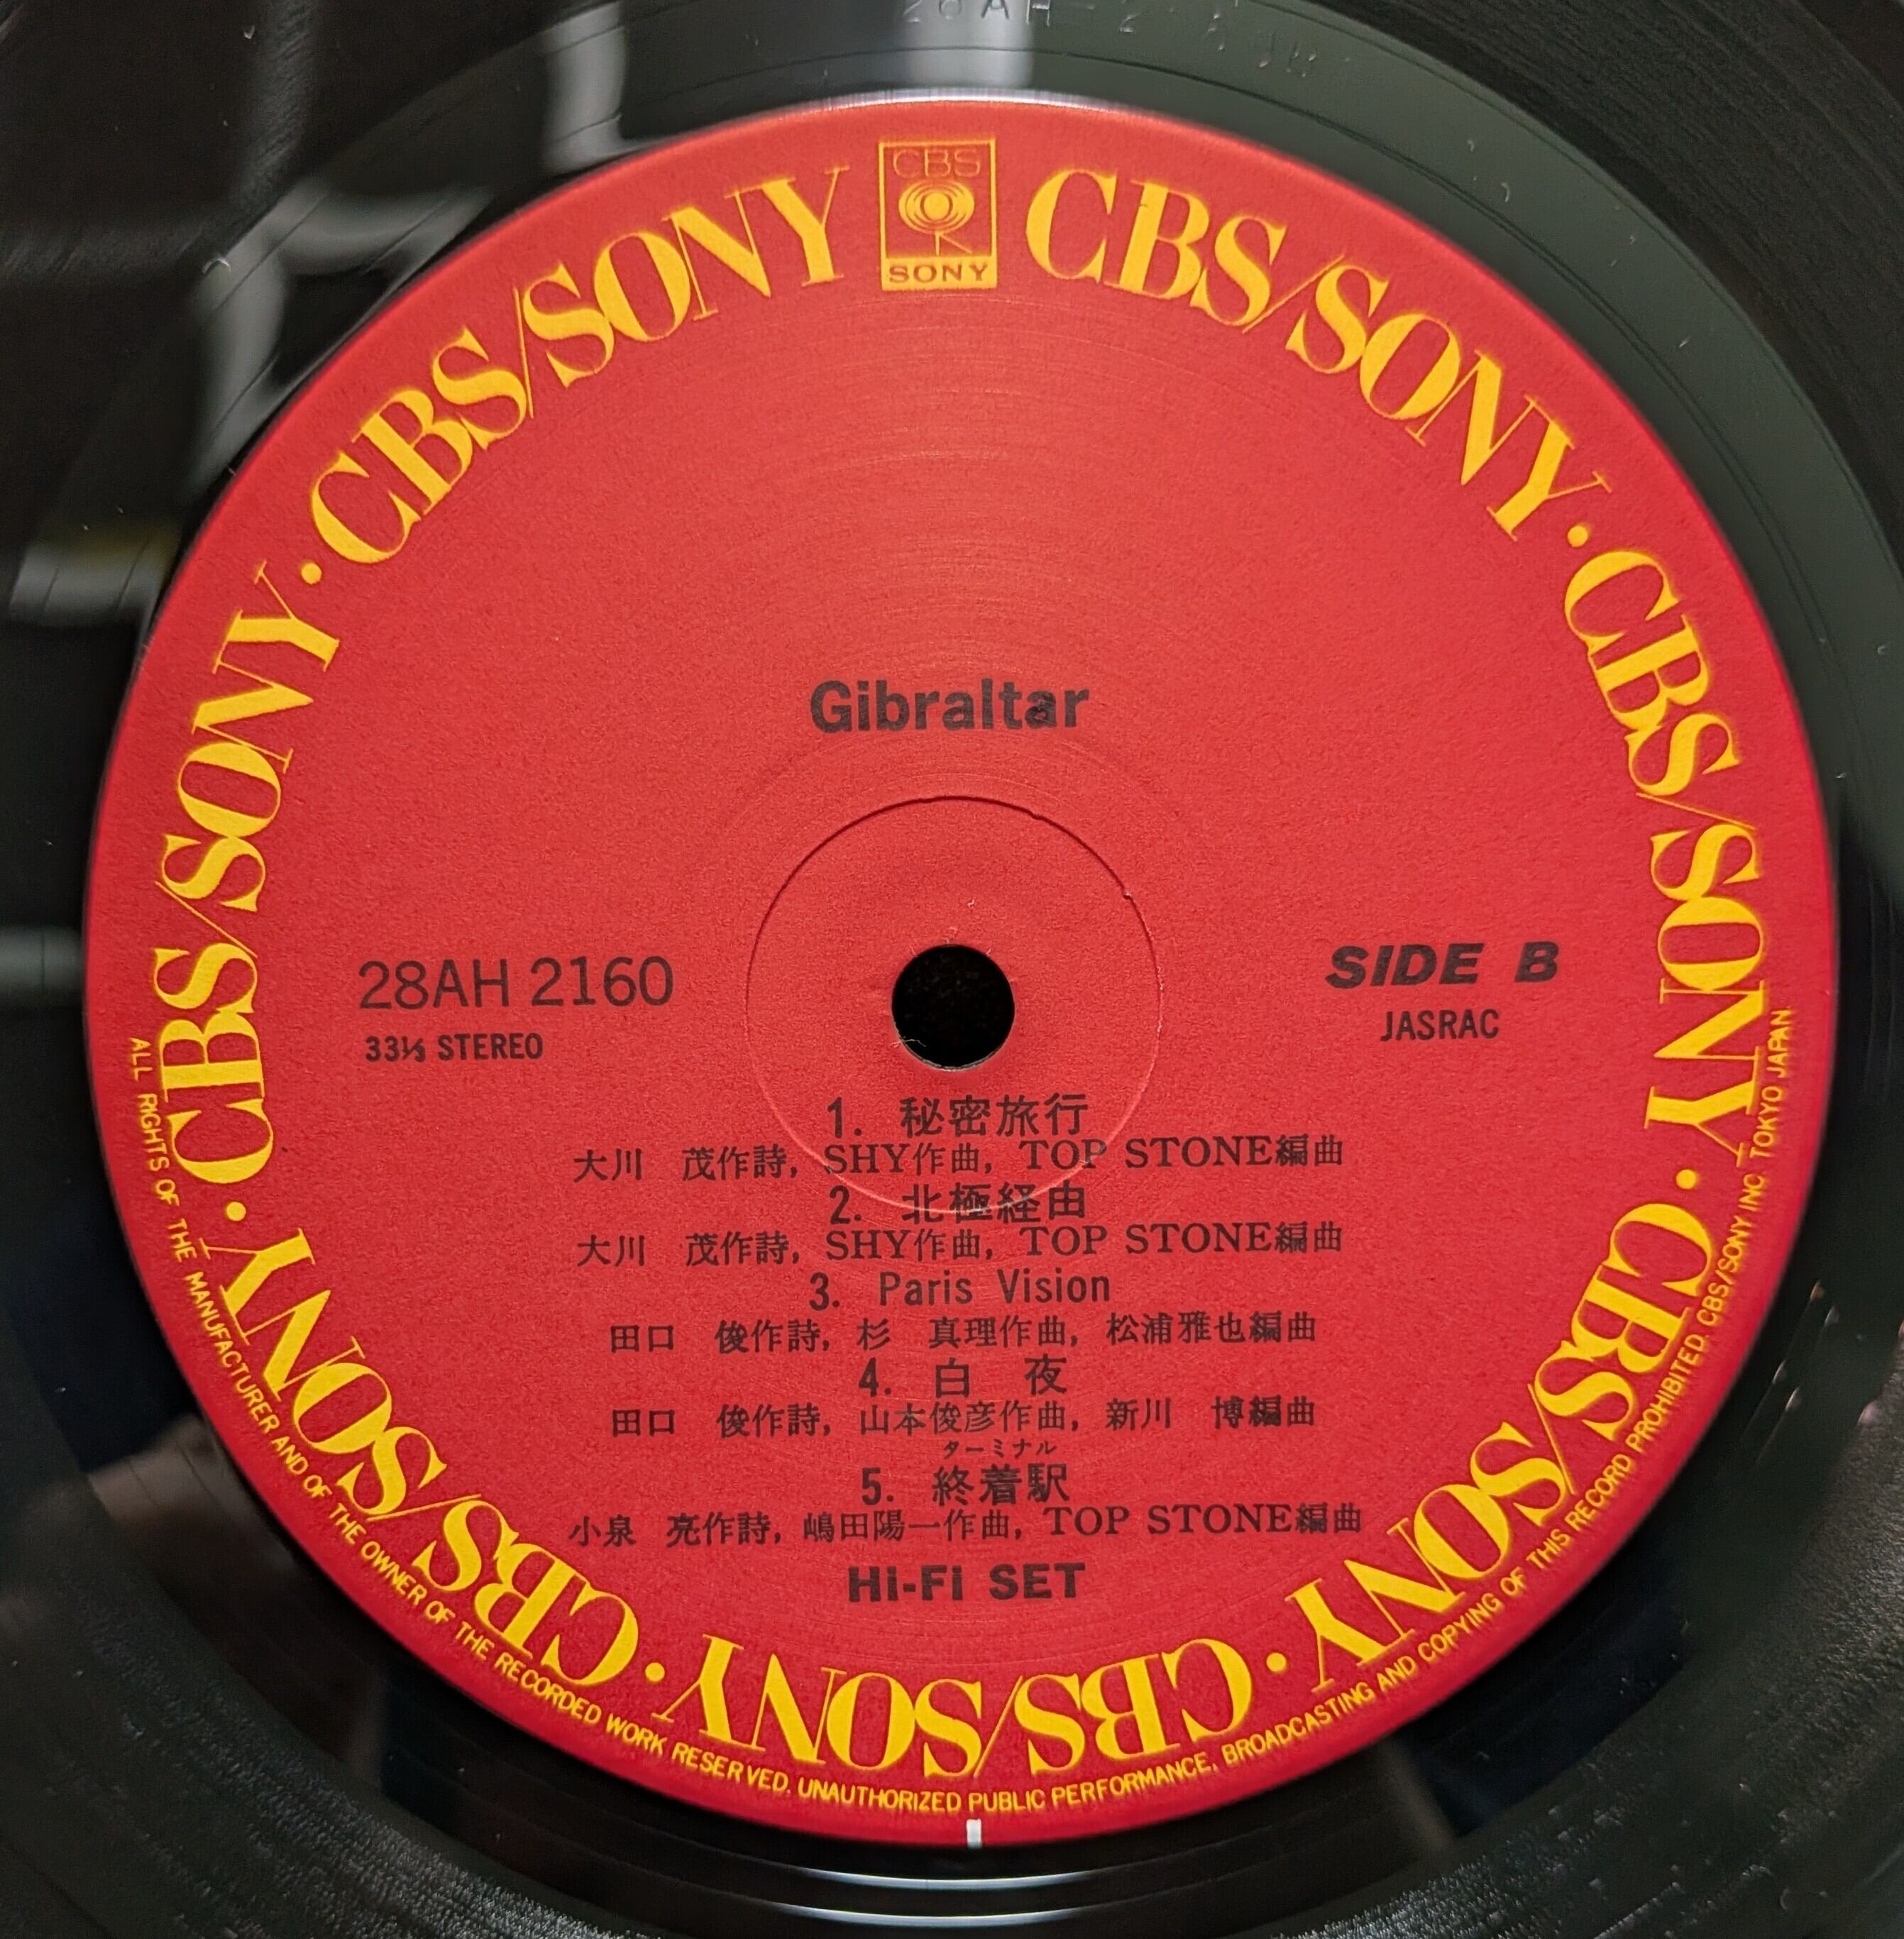 CBS
SONY
CBS/SONY · CBS/SONY · CBS/SONY · CBS/SONY · CBS/SONY · CBS/SONY · CBS/SONY · CBS/SONY
Gibraltar
28AH 2160
33⅓ STEREO
SIDE B
JASRAC
1. 秘密旅行
大川 茂作詩, SHY作曲, TOP STONE編曲
2. 北極経由
大川 茂作詩, SHY作曲, TOP STONE編曲
3. Paris Vision
田口 俊作詩, 杉 真理作曲, 松浦雅也編曲
4. 白 夜
田口 俊作詩, 山本俊彦作曲, 新川 博編曲
ターミナル
5. 終着駅
小泉 亮作詩, 嶋田陽一作曲, TOP STONE編曲
Hi-Fi SET
ALL RIGHTS OF THE MANUFACTURER AND OF THE OWNER OF THE RECORDED WORK RESERVED. UNAUTHORIZED PUBLIC PERFORMANCE, BROADCASTING AND COPYING OF THIS RECORD PROHIBITED. CBS/SONY INC. TOKYO JAPAN